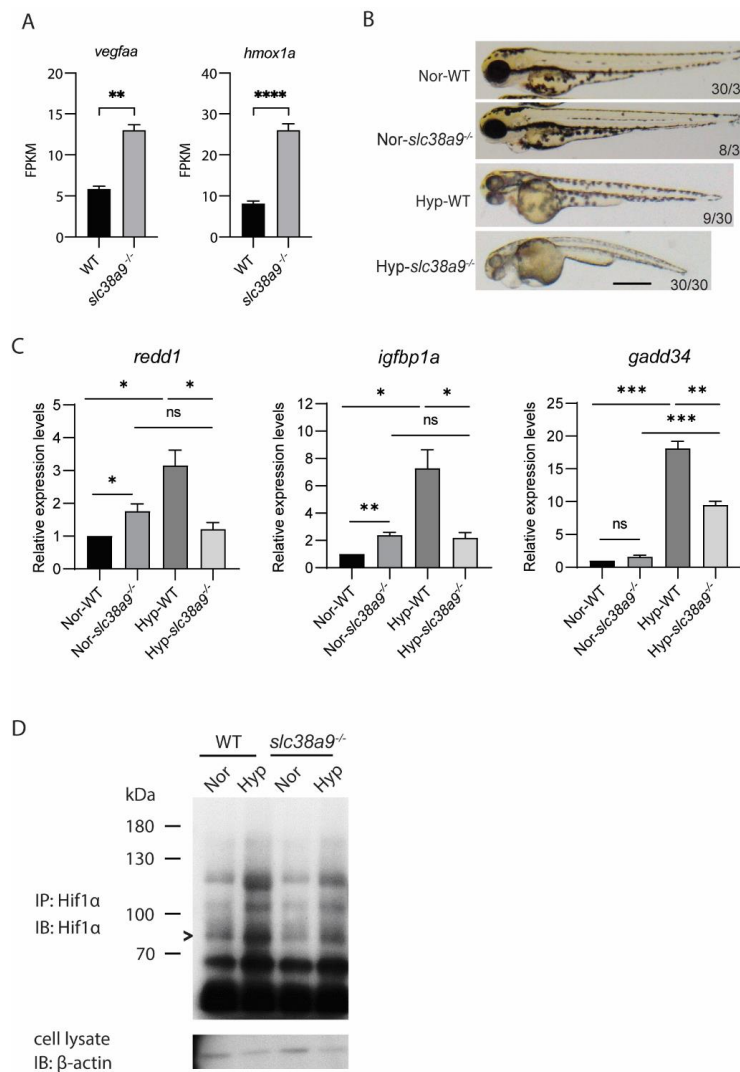 A
vegfaa
hmox1a
**
****
FPKM
20
15
10
5
0
FPKM
40
30
20
10
0
WT
slc38a9-/-
WT
slc38a9-/-
B
Nor-WT
30/3
Nor-slc38a9-/-
8/3
Hyp-WT
9/30
Hyp-slc38a9-/-
30/30
C
redd1
igfbp1a
gadd34
Relative expression levels
5
4
3
2
1
0
*
*
ns
*
Nor-WT
Nor-slc38a9-/-
Hyp-WT
Hyp-slc38a9-/-
Relative expression levels
12
10
8
6
4
2
0
*
*
ns
**
Nor-WT
Nor-slc38a9-/-
Hyp-WT
Hyp-slc38a9-/-
Relative expression levels
25
20
15
10
5
0
***
**
***
ns
Nor-WT
Nor-slc38a9-/-
Hyp-WT
Hyp-slc38a9-/-
D
WT
slc38a9-/-
Nor
Hyp
Nor
Hyp
kDa
180
130
100
70
IP: Hif1α
IB: Hif1α
>
cell lysate
IB: β-actin